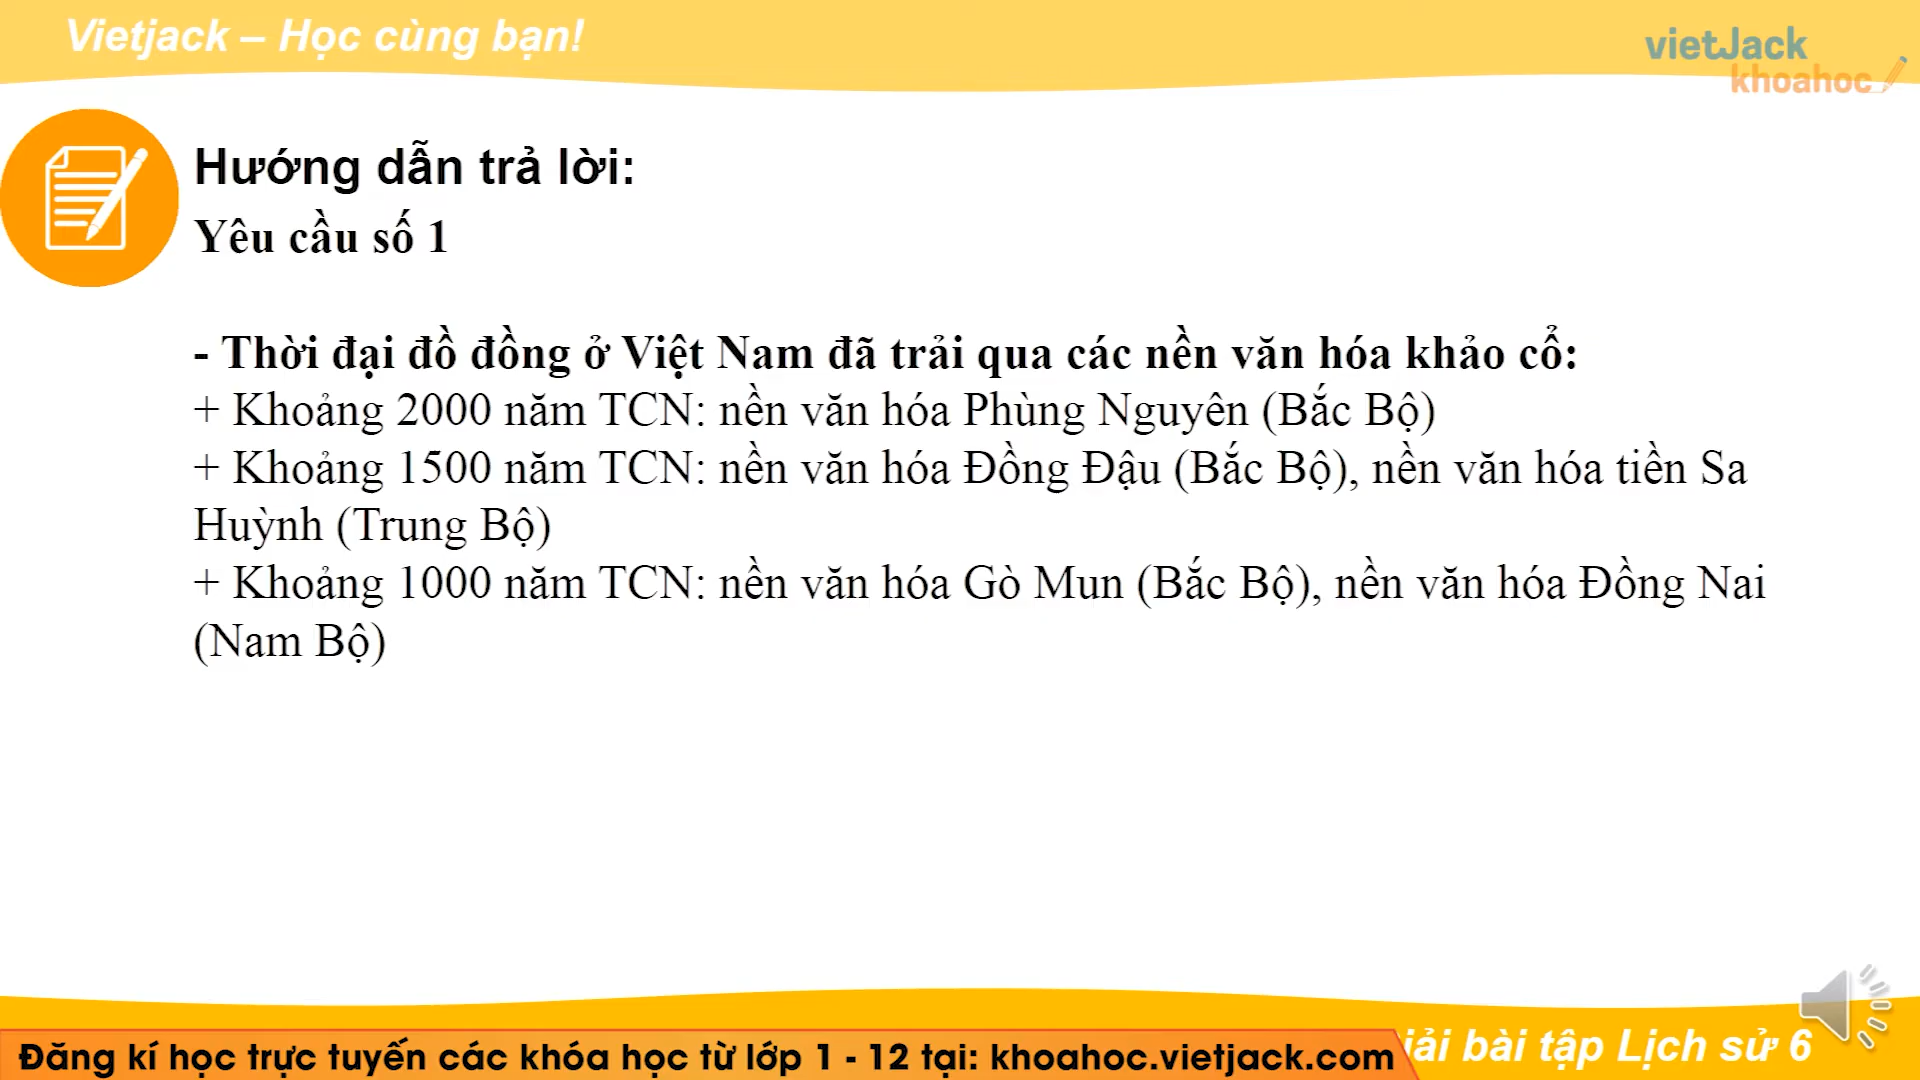 Vietjack – Học cùng bạn!
vietJack
khoahoc
Hướng dẫn trả lời:
Yêu cầu số 1
- Thời đại đồ đồng ở Việt Nam đã trải qua các nền văn hóa khảo cổ:
+ Khoảng 2000 năm TCN: nền văn hóa Phùng Nguyên (Bắc Bộ)
+ Khoảng 1500 năm TCN: nền văn hóa Đồng Đậu (Bắc Bộ), nền văn hóa tiền Sa
Huỳnh (Trung Bộ)
+ Khoảng 1000 năm TCN: nền văn hóa Gò Mun (Bắc Bộ), nền văn hóa Đồng Nai
(Nam Bộ)
Đăng kí học trực tuyến các khóa học từ lớp 1 - 12 tại: khoahoc.vietjack.com
iải bài tập Lịch sử 6